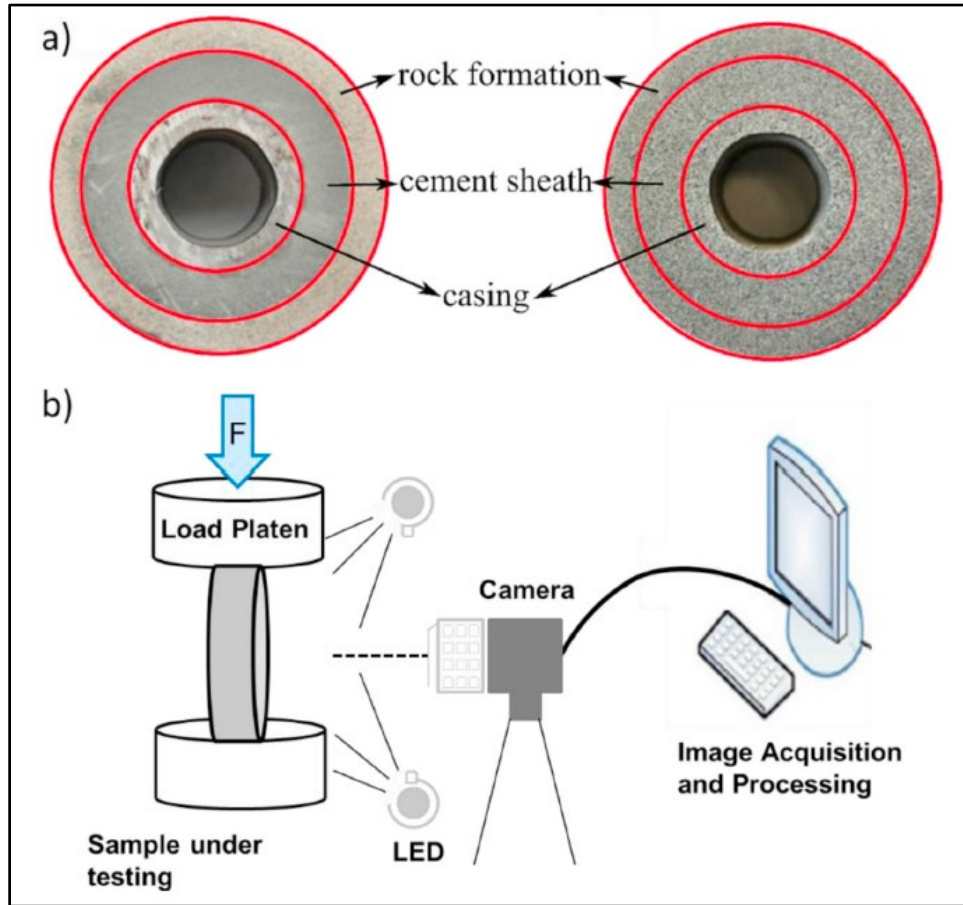 a)
rock formation
cement sheath
casing
b)
F
Load Platen
Camera
Image Acquisition
and Processing
Sample under
testing
LED